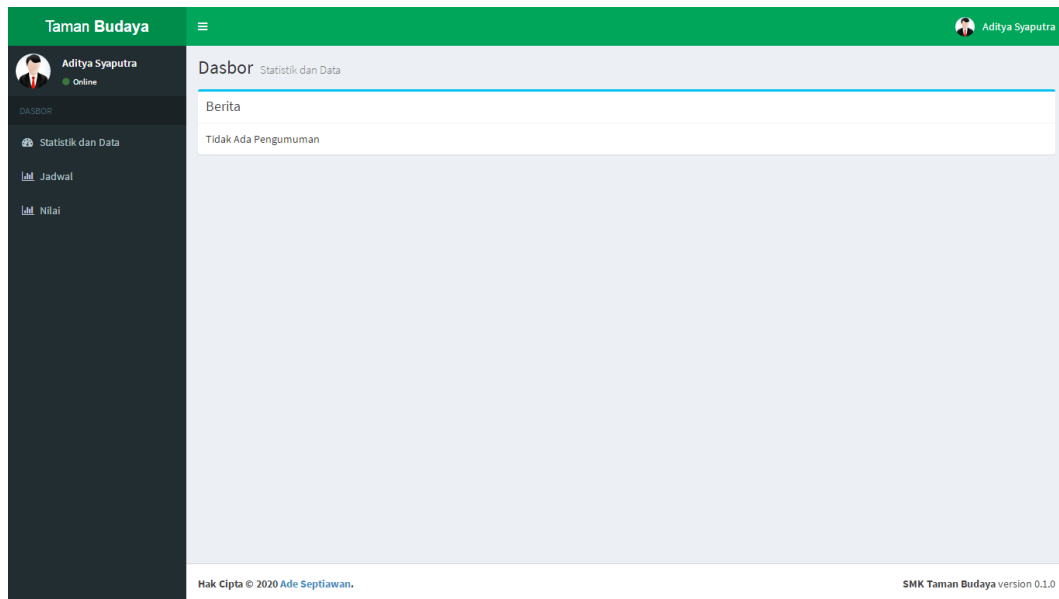 Taman Budaya
Aditya Syaputra
Aditya Syaputra
Online
DASBOR
Statistik dan Data
Jadwal
Nilai
Dasbor Statistik dan Data
Berita
Tidak Ada Pengumuman
Hak Cipta © 2020 Ade Septiawan.
SMK Taman Budaya version 0.1.0